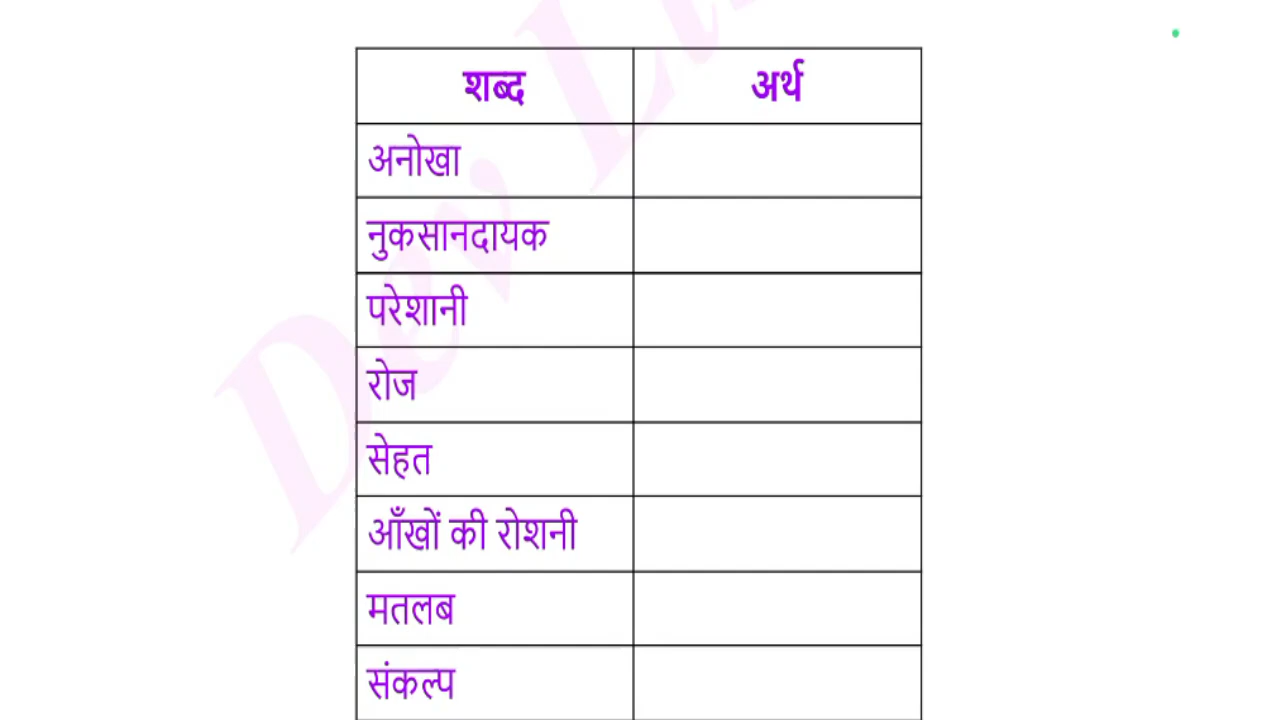 शब्द अर्थ
अनोखा
नुकसानदायक
परेशानी
रोज
सेहत
आँखों की रोशनी
मतलब
संकल्प